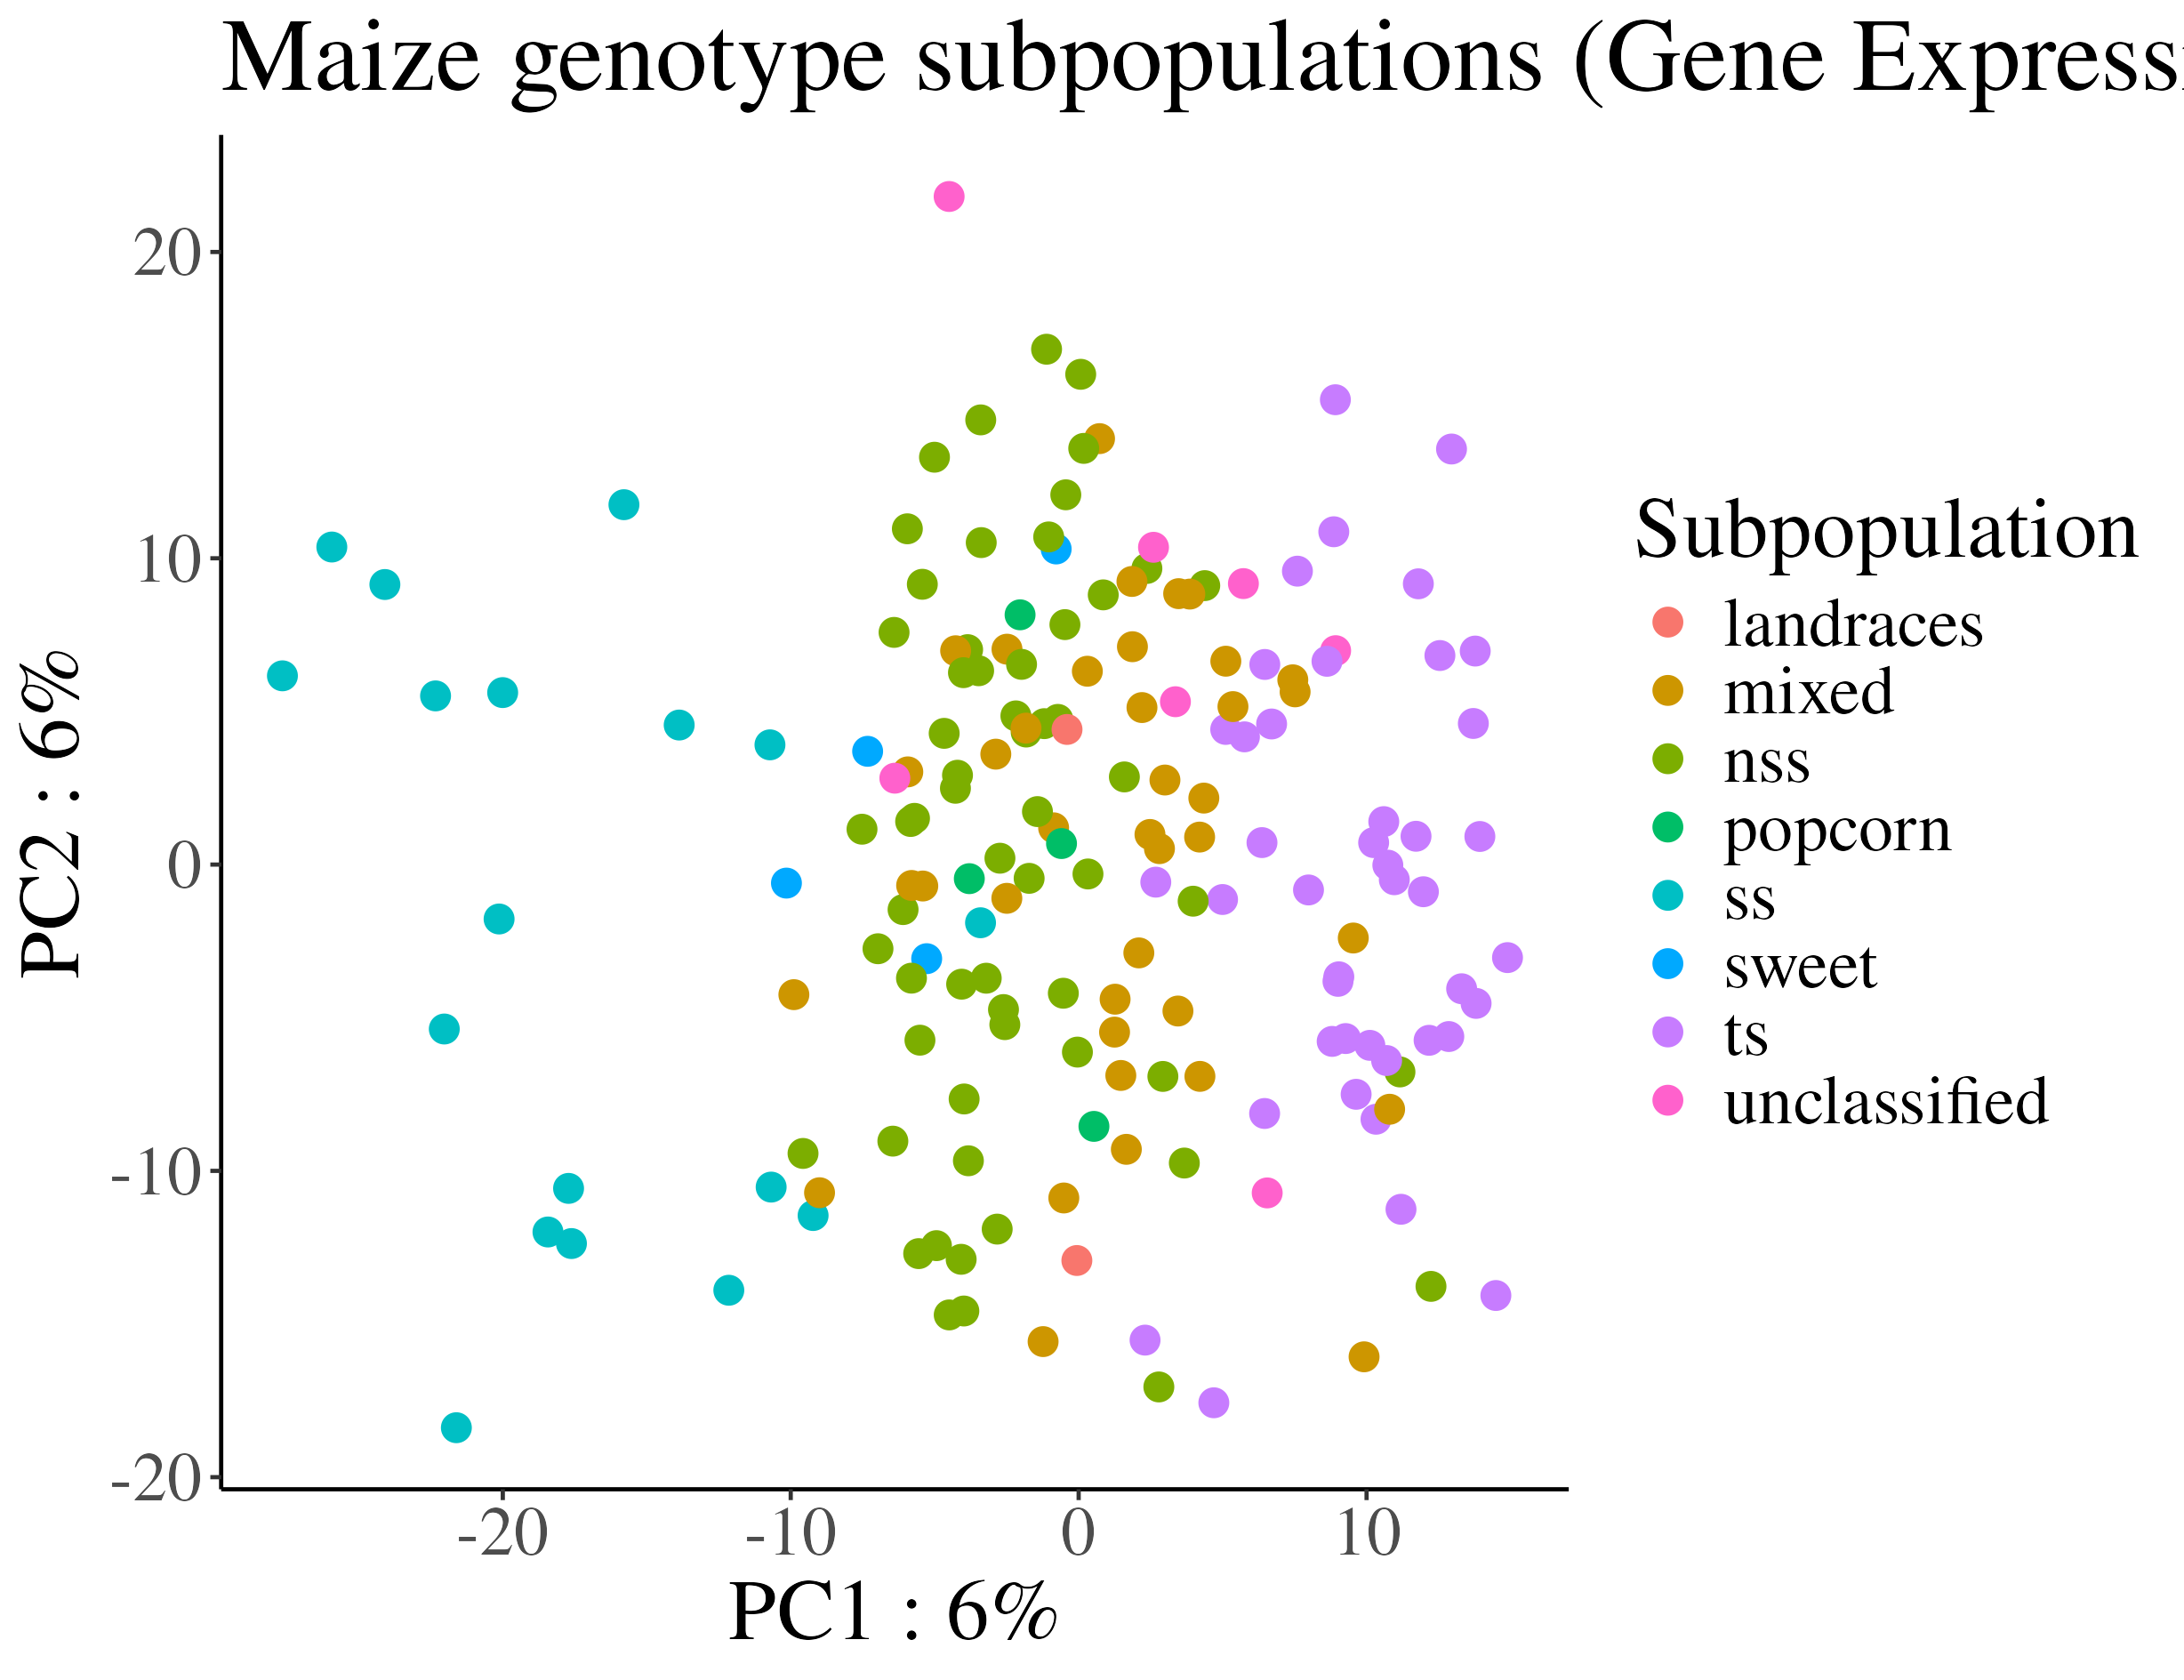 Maize genotype subpopulations (Gene Express
20
10
0
-10
-20
PC2 : 6%
-20
-10
0
10
PC1 : 6%
Subpopulation
landraces
mixed
nss
popcorn
ss
sweet
ts
unclassified